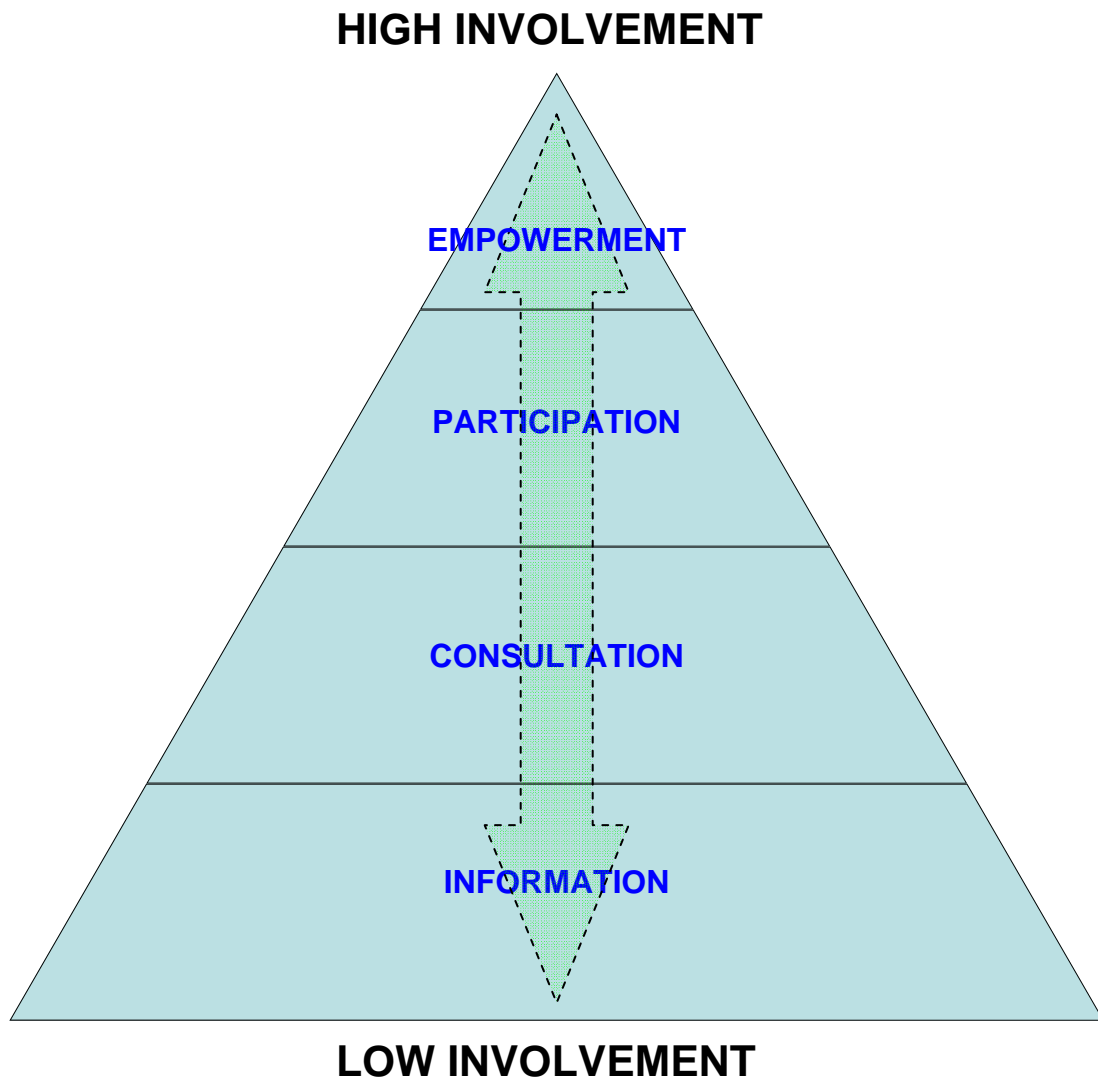 HIGH INVOLVEMENT
EMPOWERMENT
PARTICIPATION
CONSULTATION
INFORMATION
LOW INVOLVEMENT